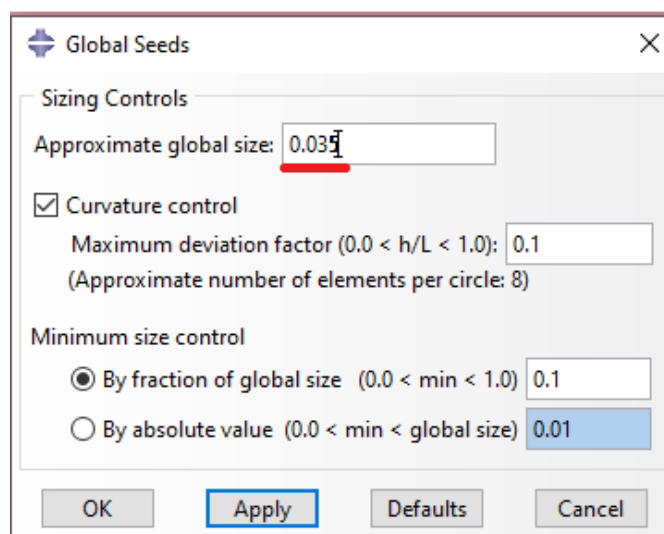 Global Seeds
Sizing Controls
Approximate global size: 0.035
Curvature control
Maximum deviation factor (0.0 < h/L < 1.0): 0.1
(Approximate number of elements per circle: 8)
Minimum size control
By fraction of global size (0.0 < min < 1.0) 0.1
By absolute value (0.0 < min < global size) 0.01
OK Apply Defaults Cancel